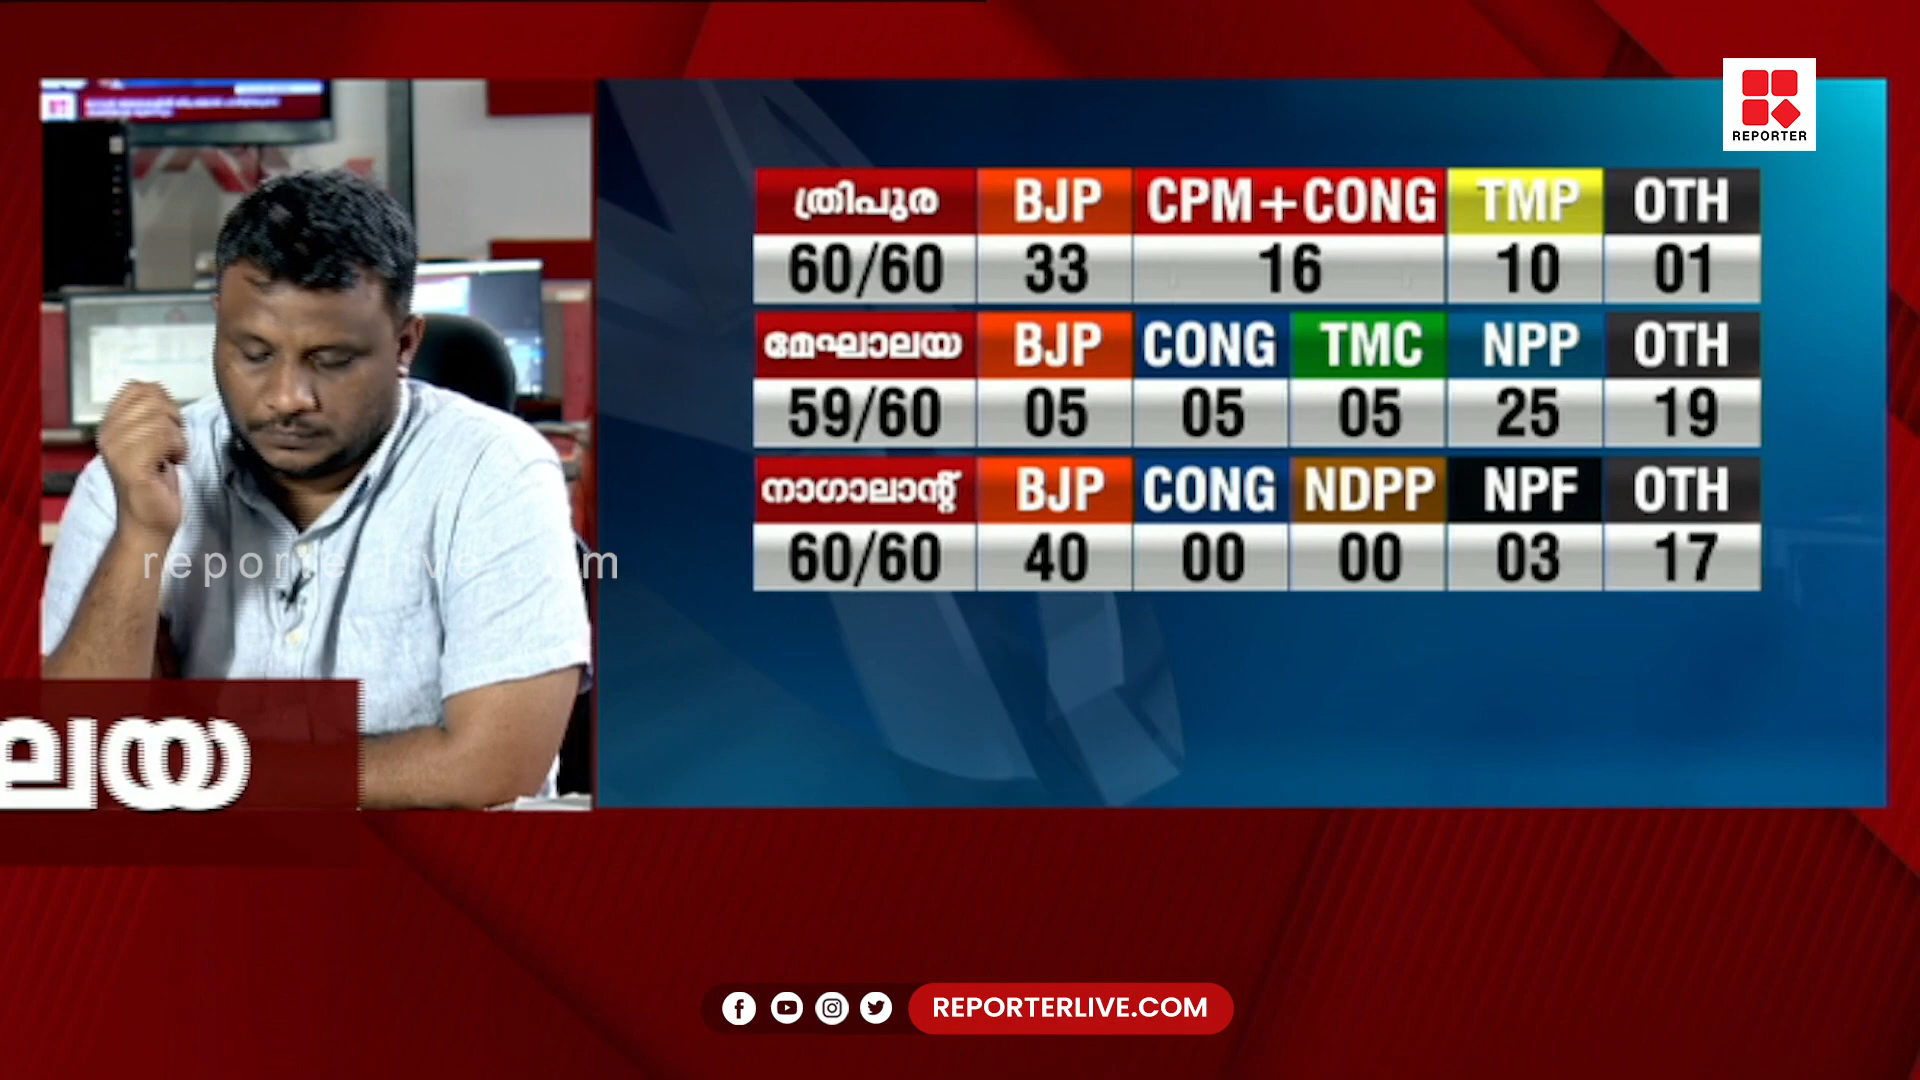 REPORTER
ത്രിപുര BJP CPM+CONG TMP OTH
60/60 33 16 10 01
മേഘാലയ BJP CONG TMC NPP OTH
59/60 05 05 05 25 19
നാഗാലാന്റ് BJP CONG NDPP NPF OTH
60/60 40 00 00 03 17
reporterlive.com
ലയ
REPORTERLIVE.COM